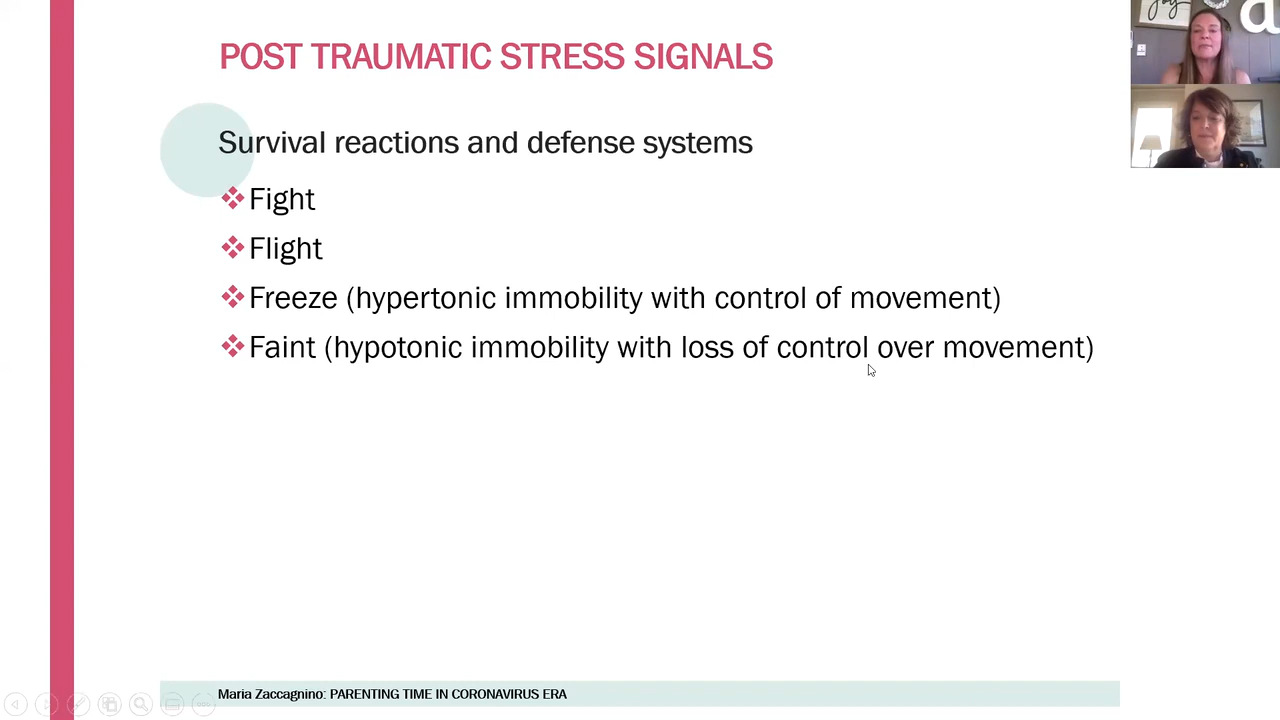 POST TRAUMATIC STRESS SIGNALS
Survival reactions and defense systems
Fight
Flight
Freeze (hypertonic immobility with control of movement)
Faint (hypotonic immobility with loss of control over movement)
Maria Zaccagnino: PARENTING TIME IN CORONAVIRUS ERA
joy
a